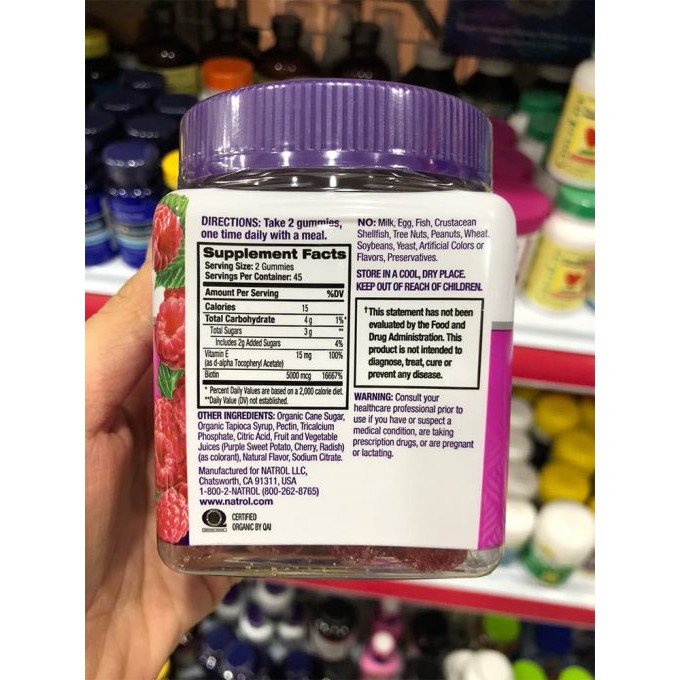 DIRECTIONS: Take 2 gummies,
one time daily with a meal.
Supplement Facts
Serving Size: 2 Gummies
Servings Per Container: 45
Amount Per Serving %DV
Calories 15
Total Carbohydrate 4 g 1%*
Total Sugars 3 g **
Includes 2g Added Sugars 4%
Vitamin E 15 mg 100%
(as d-alpha Tocopheryl Acetate)
Biotin 5000 mcg 16667%
* Percent Daily Values are based on a 2,000 calorie diet.
**Daily Value (DV) not established.
OTHER INGREDIENTS: Organic Cane Sugar,
Organic Tapioca Syrup, Pectin, Tricalcium
Phosphate, Citric Acid, Fruit and Vegetable
Juices (Purple Sweet Potato, Cherry, Radish)
(as colorant), Natural Flavor, Sodium Citrate.
Manufactured for NATROL LLC,
Chatsworth, CA 91311, USA
1-800-2-NATROL (800-262-8765)
www.natrol.com
CERTIFIED
ORGANIC BY QAI
NO: Milk, Egg, Fish, Crustacean
Shellfish, Tree Nuts, Peanuts, Wheat,
Soybeans, Yeast, Artificial Colors or
Flavors, Preservatives.
STORE IN A COOL, DRY PLACE.
KEEP OUT OF REACH OF CHILDREN.
†This statement has not been
evaluated by the Food and
Drug Administration. This
product is not intended to
diagnose, treat, cure or
prevent any disease.
WARNING: Consult your
healthcare professional prior to
use if you have or suspect a
medical condition, are taking
prescription drugs, or are pregnant
or lactating.